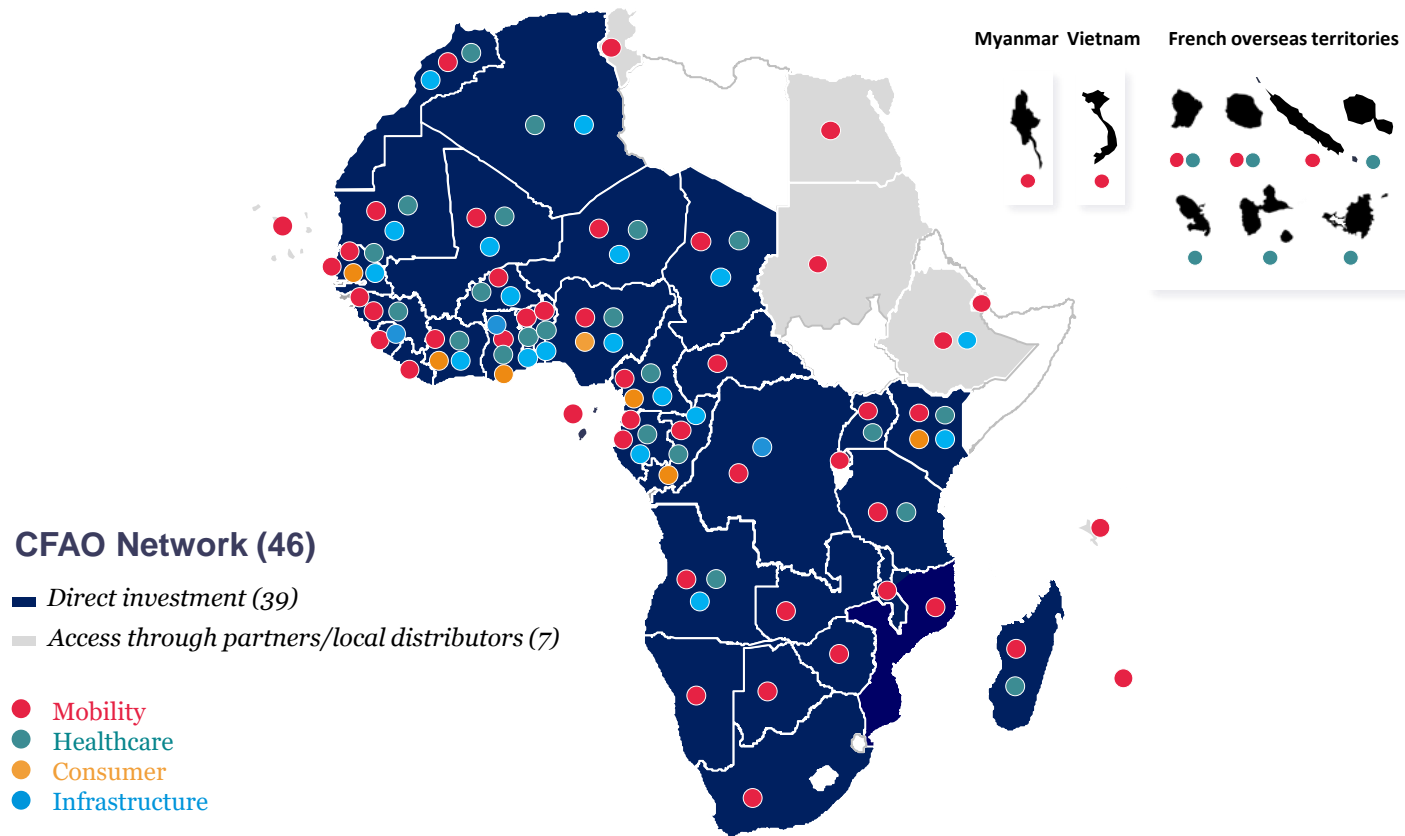 Myanmar Vietnam French overseas territories
CFAO Network (46)
Direct investment (39)
Access through partners/local distributors (7)
Mobility
Healthcare
Consumer
Infrastructure